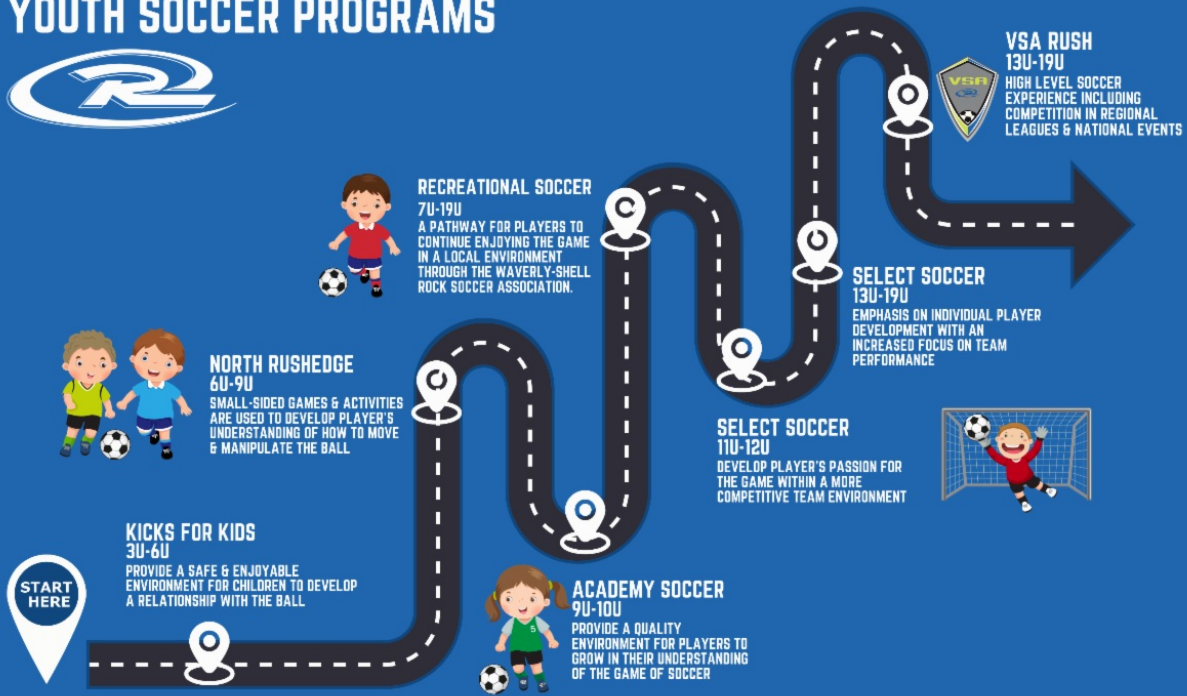 YOUTH SOCCER PROGRAMS
R
VSA RUSH
13U-19U
HIGH LEVEL SOCCER
EXPERIENCE INCLUDING
COMPETITION IN REGIONAL
LEAGUES & NATIONAL EVENTS
VSA
RECREATIONAL SOCCER
7U-19U
A PATHWAY FOR PLAYERS TO
CONTINUE ENJOYING THE GAME
IN A LOCAL ENVIRONMENT
THROUGH THE WAVERLY-SHELL
ROCK SOCCER ASSOCIATION.
SELECT SOCCER
13U-19U
EMPHASIS ON INDIVIDUAL PLAYER
DEVELOPMENT WITH AN
INCREASED FOCUS ON TEAM
PERFORMANCE
NORTH RUSHEDGE
6U-9U
SMALL-SIDED GAMES & ACTIVITIES
ARE USED TO DEVELOP PLAYER'S
UNDERSTANDING OF HOW TO MOVE
& MANIPULATE THE BALL
SELECT SOCCER
11U-12U
DEVELOP PLAYER'S PASSION FOR
THE GAME WITHIN A MORE
COMPETITIVE TEAM ENVIRONMENT
KICKS FOR KIDS
3U-6U
PROVIDE A SAFE & ENJOYABLE
ENVIRONMENT FOR CHILDREN TO DEVELOP
A RELATIONSHIP WITH THE BALL
START
HERE
ACADEMY SOCCER
9U-10U
PROVIDE A QUALITY
ENVIRONMENT FOR PLAYERS TO
GROW IN THEIR UNDERSTANDING
OF THE GAME OF SOCCER
5